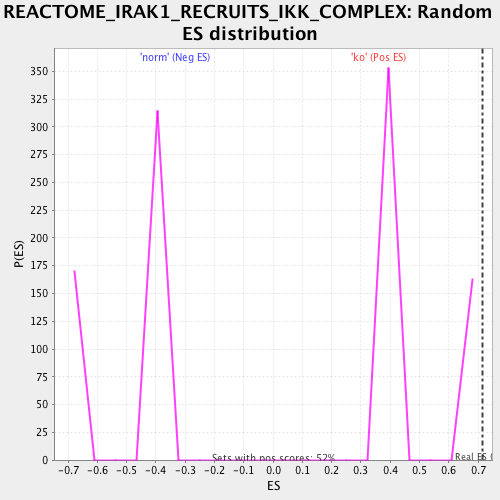 REACTOME_IRAK1_RECRUITS_IKK_COMPLEX: Random
ES distribution
'norm' (Neg ES) 'ko' (Pos ES)
350
325
300
275
250
225
200
175
150
125
100
75
50
25
0
P(ES)
Sets with pos scores: 52%
Real ES (
-0.7 -0.6 -0.5 -0.4 -0.3 -0.2 -0.1 0.0 0.1 0.2 0.3 0.4 0.5 0.6 0.7
ES